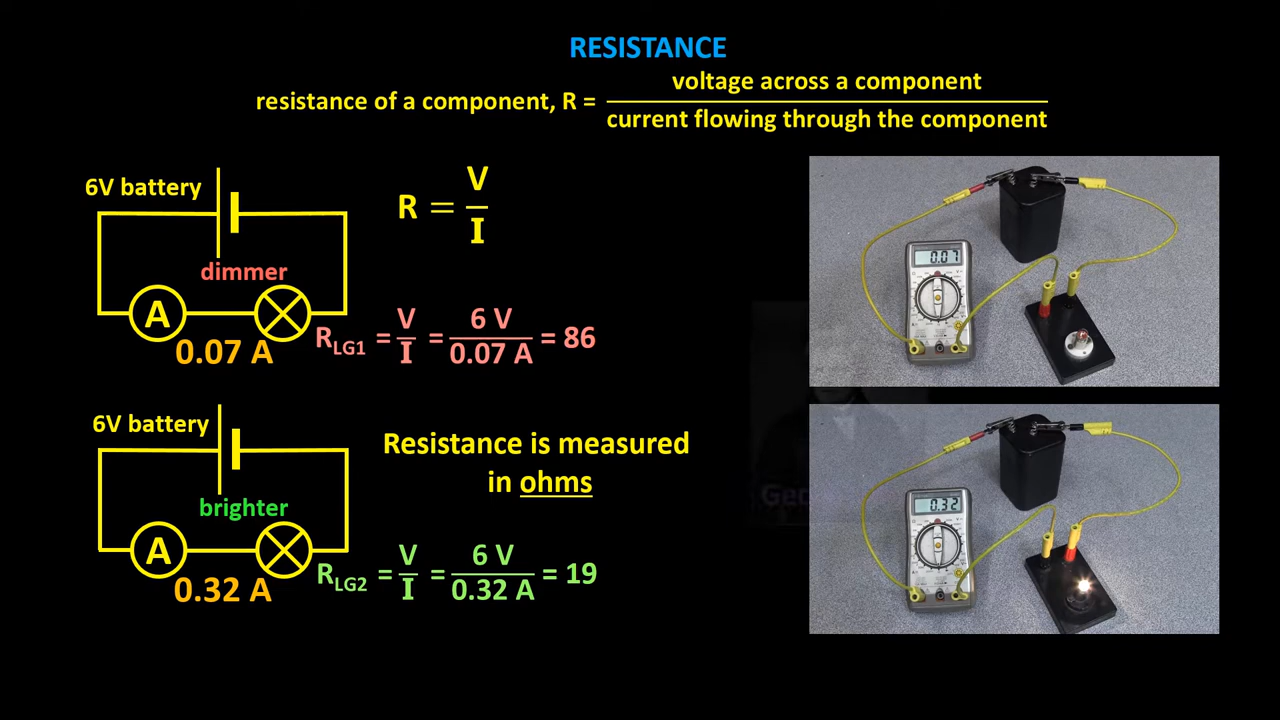 RESISTANCE
resistance of a component, R = voltage across a component
current flowing through the component
6V battery
R = V
I
dimmer
A
0.07 A
R_LG1 = V/I = 6 V/0.07 A = 86
0.07
6V battery
Resistance is measured
in ohms
brighter
A
0.32 A
R_LG2 = V/I = 6 V/0.32 A = 19
0.32